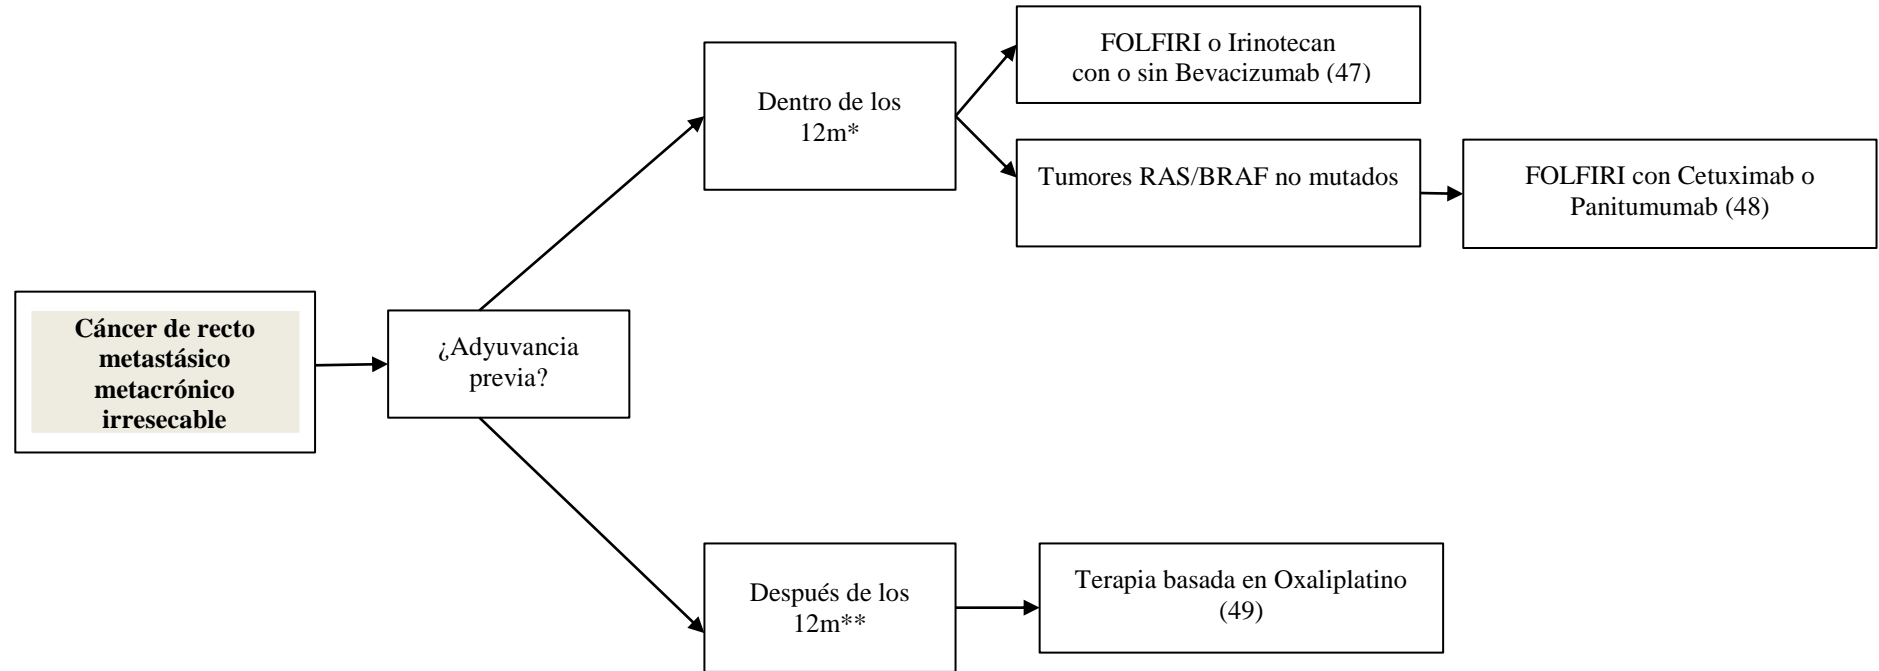 Cáncer de recto
metastásico
metacrónico
irresecable
¿Adyuvancia
previa?
Dentro de los
12m*
FOLFIRI o Irinotecan
con o sin Bevacizumab (47)
Tumores RAS/BRAF no mutados
FOLFIRI con Cetuximab o
Panitumumab (48)
Después de los
12m**
Terapia basada en Oxaliplatino
(49)